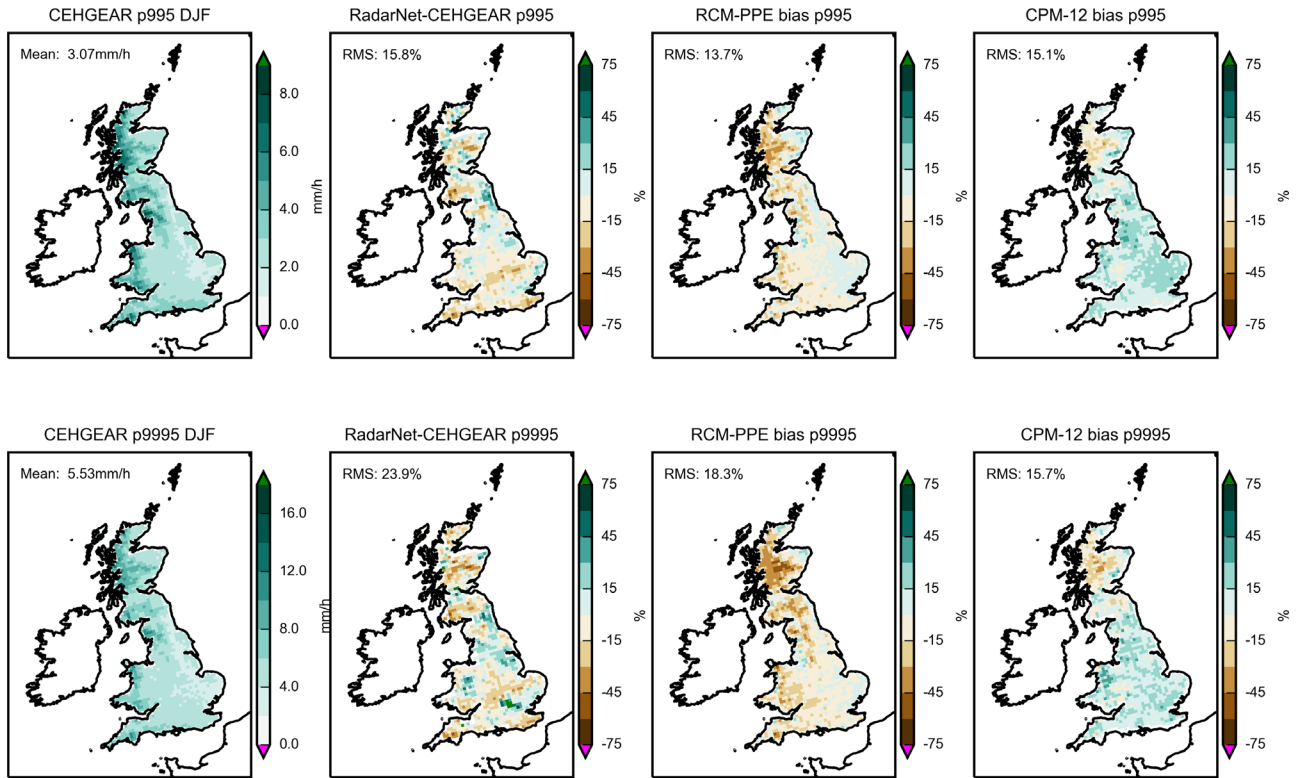 CEHGEAR p995 DJF
RadarNet-CEHGEAR p995
RCM-PPE bias p995
CPM-12 bias p995
Mean: 3.07mm/h
8.0
6.0
4.0
2.0
0.0
mm/h
RMS: 15.8%
75
45
15
-15
-45
-75
%
RMS: 13.7%
75
45
15
-15
-45
-75
%
RMS: 15.1%
75
45
15
-15
-45
-75
%
CEHGEAR p9995 DJF
RadarNet-CEHGEAR p9995
RCM-PPE bias p9995
CPM-12 bias p9995
Mean: 5.53mm/h
16.0
12.0
8.0
4.0
0.0
mm/h
RMS: 23.9%
75
45
15
-15
-45
-75
%
RMS: 18.3%
75
45
15
-15
-45
-75
%
RMS: 15.7%
75
45
15
-15
-45
-75
%